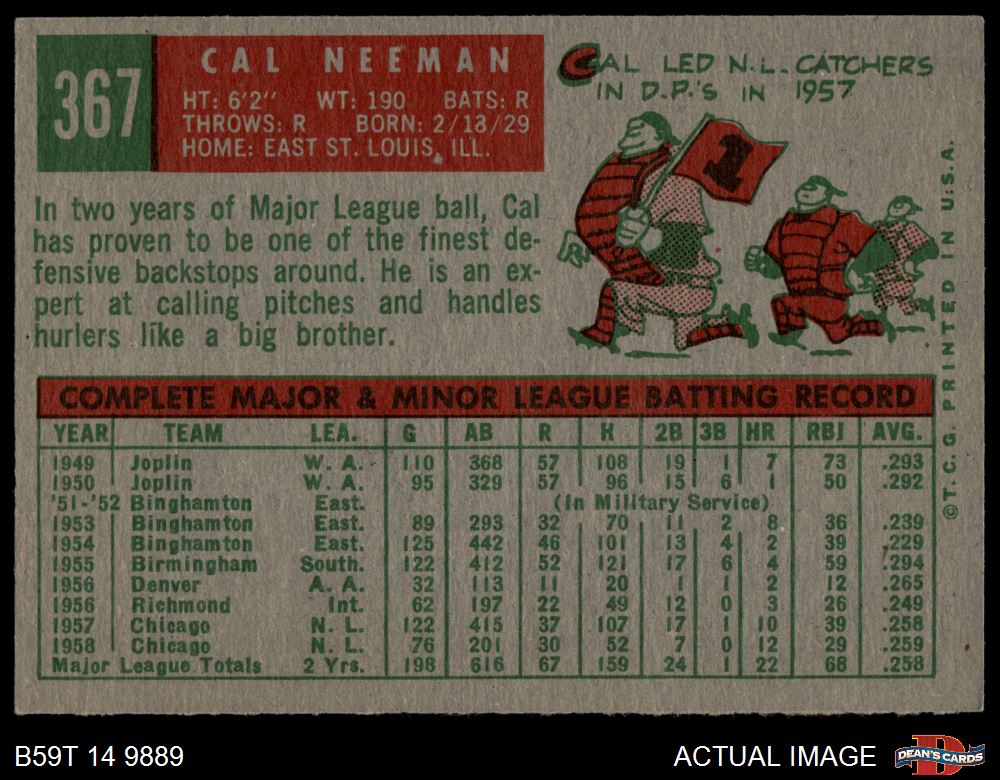 367
CAL NEEMAN
HT: 6'2" WT: 190 BATS: R
THROWS: R BORN: 2/18/29
HOME: EAST ST. LOUIS, ILL.
CAL LED N.L. CATCHERS
IN D.P.'S IN 1957
1
In two years of Major League ball, Cal
has proven to be one of the finest de-
fensive backstops around. He is an ex-
pert at calling pitches and handles
hurlers like a big brother.
©T.C.G. PRINTED IN U.S.A.
COMPLETE MAJOR & MINOR LEAGUE BATTING RECORD
YEAR TEAM LEA. G AB R H 2B 3B HR RBI AVG.
1949 Joplin W. A. 110 368 57 108 19 1 7 73 .293
1950 Joplin W. A. 95 329 57 96 15 6 1 50 .292
'51-'52 Binghamton East. (In Military Service)
1953 Binghamton East. 89 293 32 70 11 2 8 36 .239
1954 Binghamton East. 125 442 46 101 13 4 2 39 .229
1955 Birmingham South. 122 412 52 121 17 6 4 59 .294
1956 Denver A. A. 32 113 11 20 1 1 2 12 .265
1956 Richmond Int. 62 197 22 49 12 0 3 26 .249
1957 Chicago N. L. 122 415 37 107 17 1 10 39 .258
1958 Chicago N. L. 76 201 30 52 7 0 12 29 .259
Major League Totals 2 Yrs. 198 616 67 159 24 1 22 68 .258
B59T 14 9889
ACTUAL IMAGE
D
DEAN'S CARDS